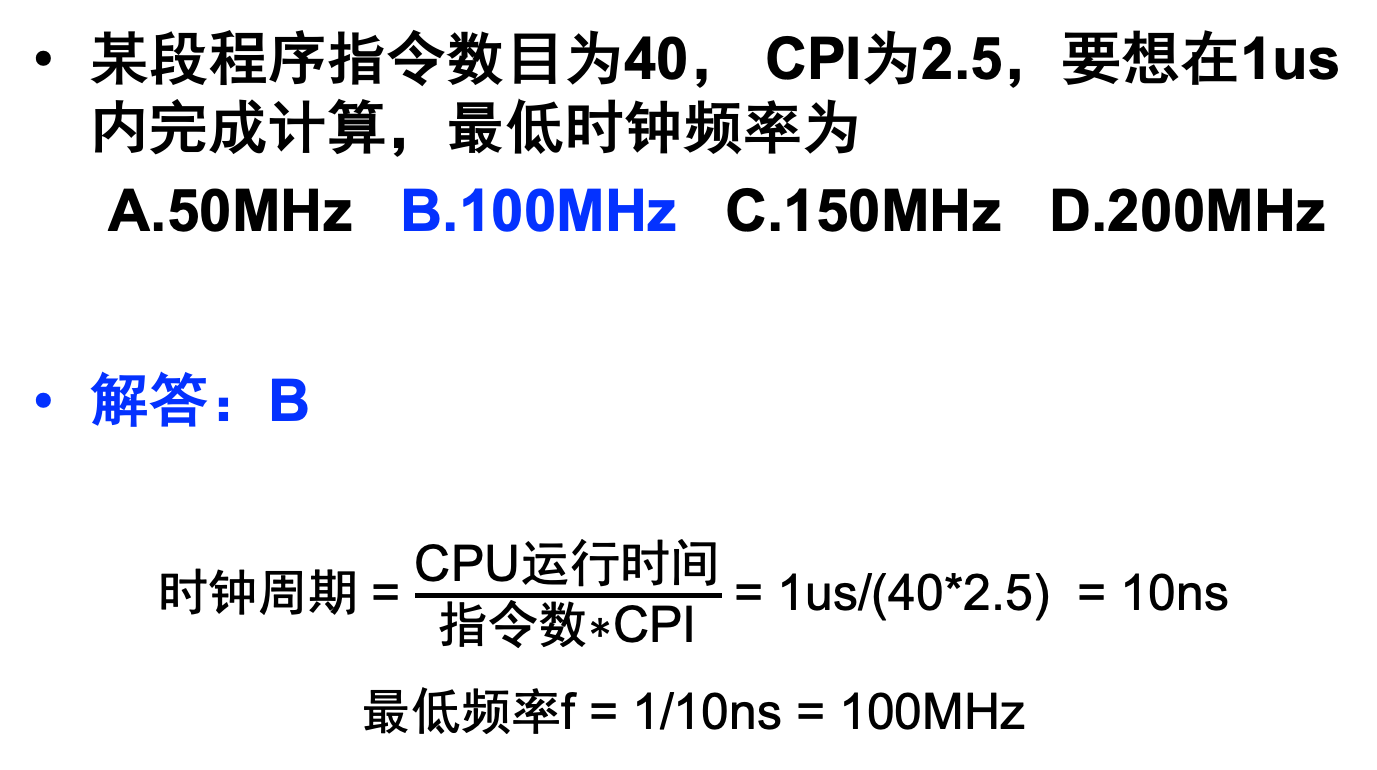 • 某段程序指令数目为40， CPI为2.5，要想在1us
内完成计算，最低时钟频率为
A.50MHz B.100MHz C.150MHz D.200MHz
• 解答：B
时钟周期 = CPU运行时间/指令数*CPI = 1us/(40*2.5) = 10ns
最低频率f = 1/10ns = 100MHz